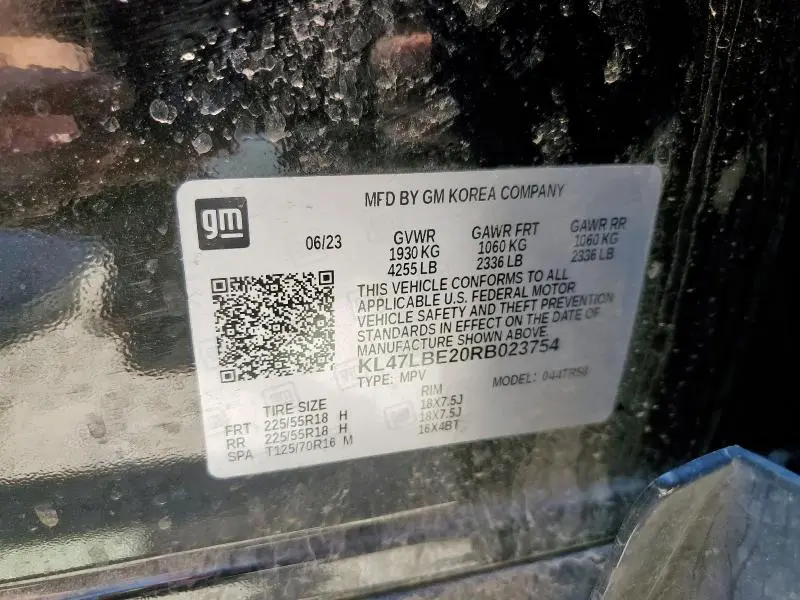 gm
MFD BY GM KOREA COMPANY
06/23
GVWR GAWR FRT GAWR RR
1930 KG 1060 KG 1060 KG
4255 LB 2336 LB 2336 LB
THIS VEHICLE CONFORMS TO ALL
APPLICABLE U.S. FEDERAL MOTOR
VEHICLE SAFETY AND THEFT PREVENTION
STANDARDS IN EFFECT ON THE DATE OF
MANUFACTURE SHOWN ABOVE.
KL47LBE20RB023754
TYPE: MPV MODEL:
TIRE SIZE RIM
FRT 225/55R18 H 18X7.5J
RR 225/55R18 H 18X7.5J
SPA T125/70R16 M 16X4BT